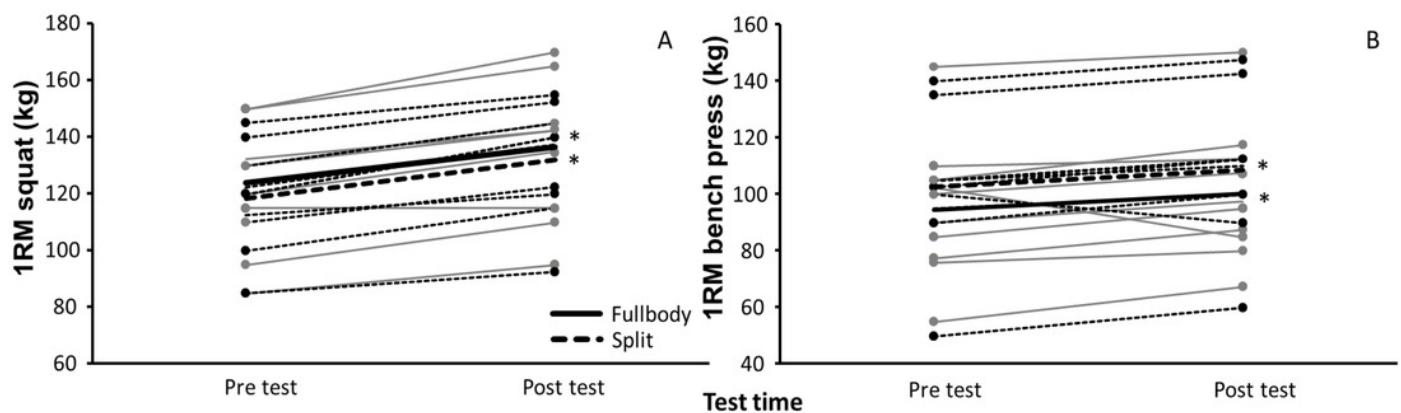 A
1RM squat (kg)
180
160
140
120
100
80
60
*
*
Fullbody
Split
Pre test
Post test
B
1RM bench press (kg)
160
140
120
100
80
60
40
*
*
Pre test
Post test
Test time